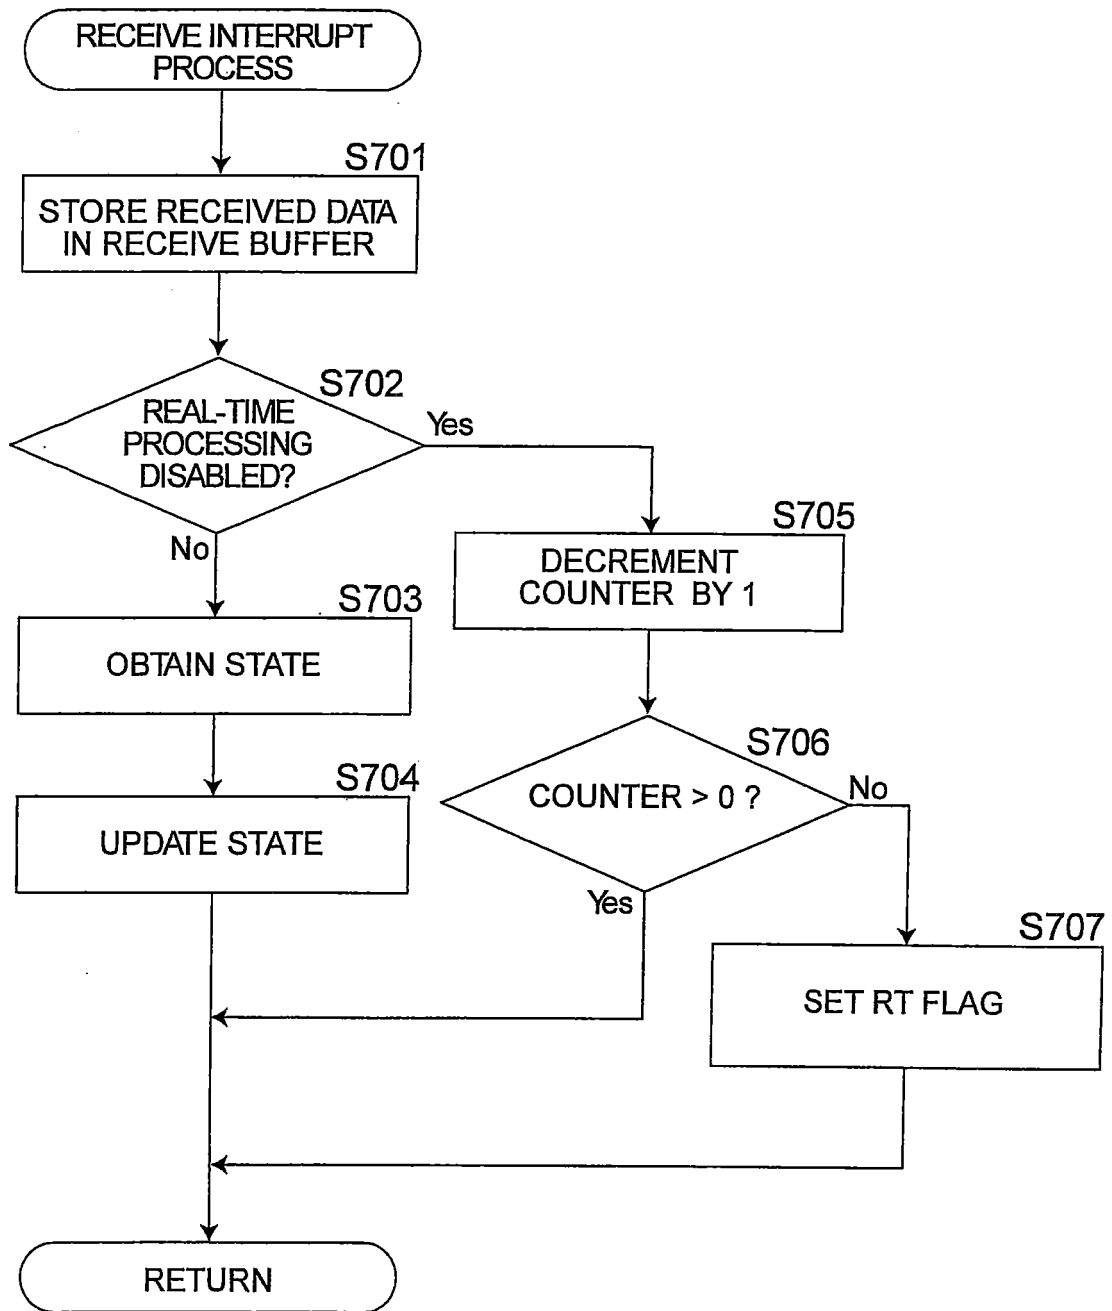 RECEIVE INTERRUPT
PROCESS
S701
STORE RECEIVED DATA
IN RECEIVE BUFFER
S702
REAL-TIME
PROCESSING
DISABLED?
Yes
No
S705
DECREMENT
COUNTER BY 1
S703
OBTAIN STATE
S706
COUNTER > 0 ?
No
Yes
S704
UPDATE STATE
S707
SET RT FLAG
RETURN